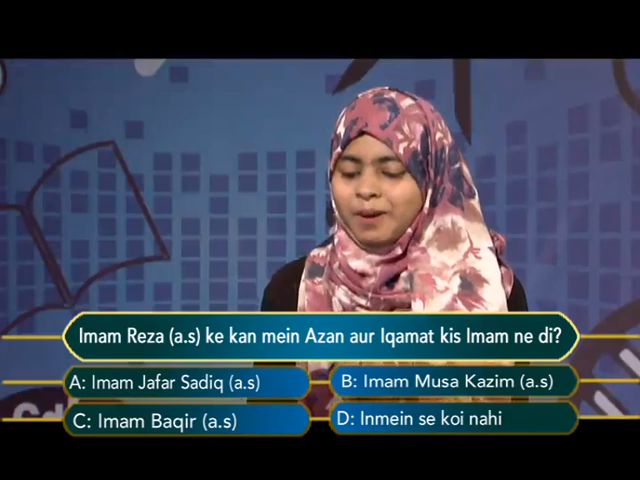 Imam Reza (a.s) ke kan mein Azan aur Iqamat kis Imam ne di?
A: Imam Jafar Sadiq (a.s)
B: Imam Musa Kazim (a.s)
C: Imam Baqir (a.s)
D: Inmein se koi nahi